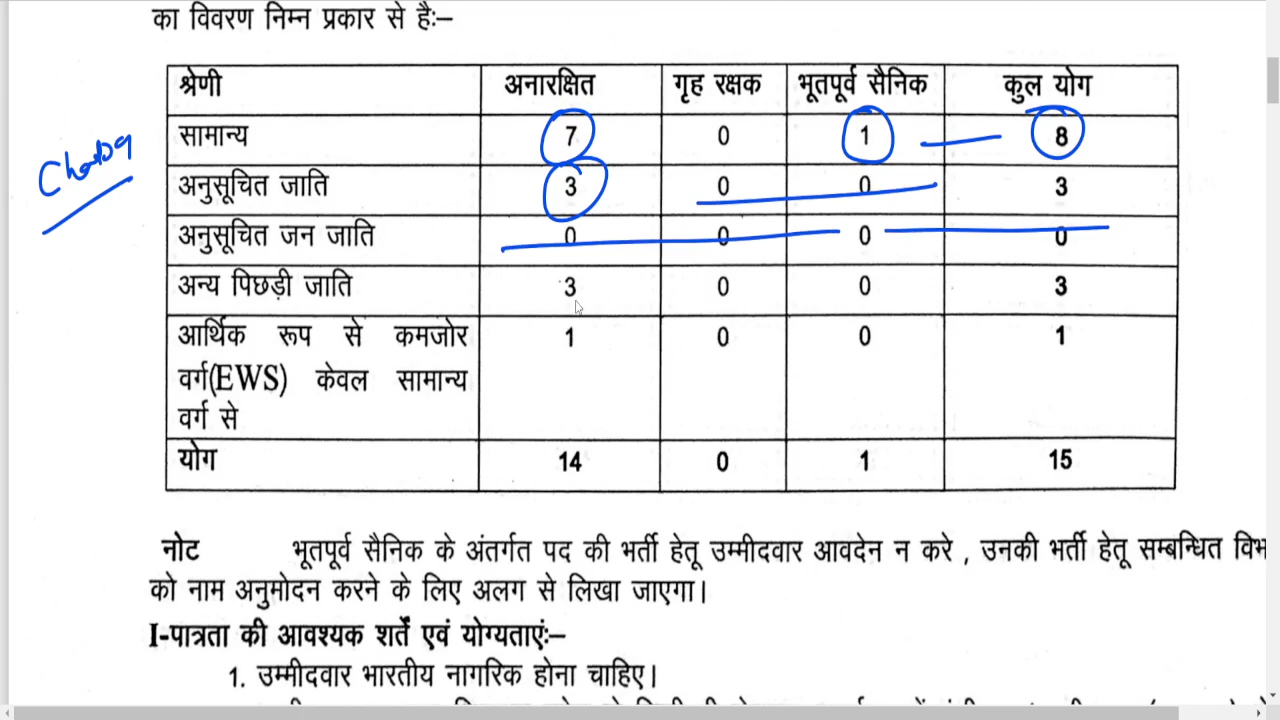 का विवरण निम्न प्रकार से हैः–
श्रेणी अनारक्षित गृह रक्षक भूतपूर्व सैनिक कुल योग
सामान्य 7 0 1 8
अनुसूचित जाति 3 0 0 3
अनुसूचित जन जाति 0 0 0 0
अन्य पिछड़ी जाति 3 0 0 3
आर्थिक रूप से कमजोर 1 0 0 1
वर्ग(EWS) केवल सामान्य
वर्ग से
योग 14 0 1 15
नोट भूतपूर्व सैनिक के अंतर्गत पद की भर्ती हेतू उम्मीदवार आवदेन न करे , उनकी भर्ती हेतू सम्बन्धित
को नाम अनुमोदन करने के लिए अलग से लिखा जाएगा।
I-पात्रता की आवश्यक शर्तें एवं योग्यताएंः–
1. उम्मीदवार भारतीय नागरिक होना चाहिए।